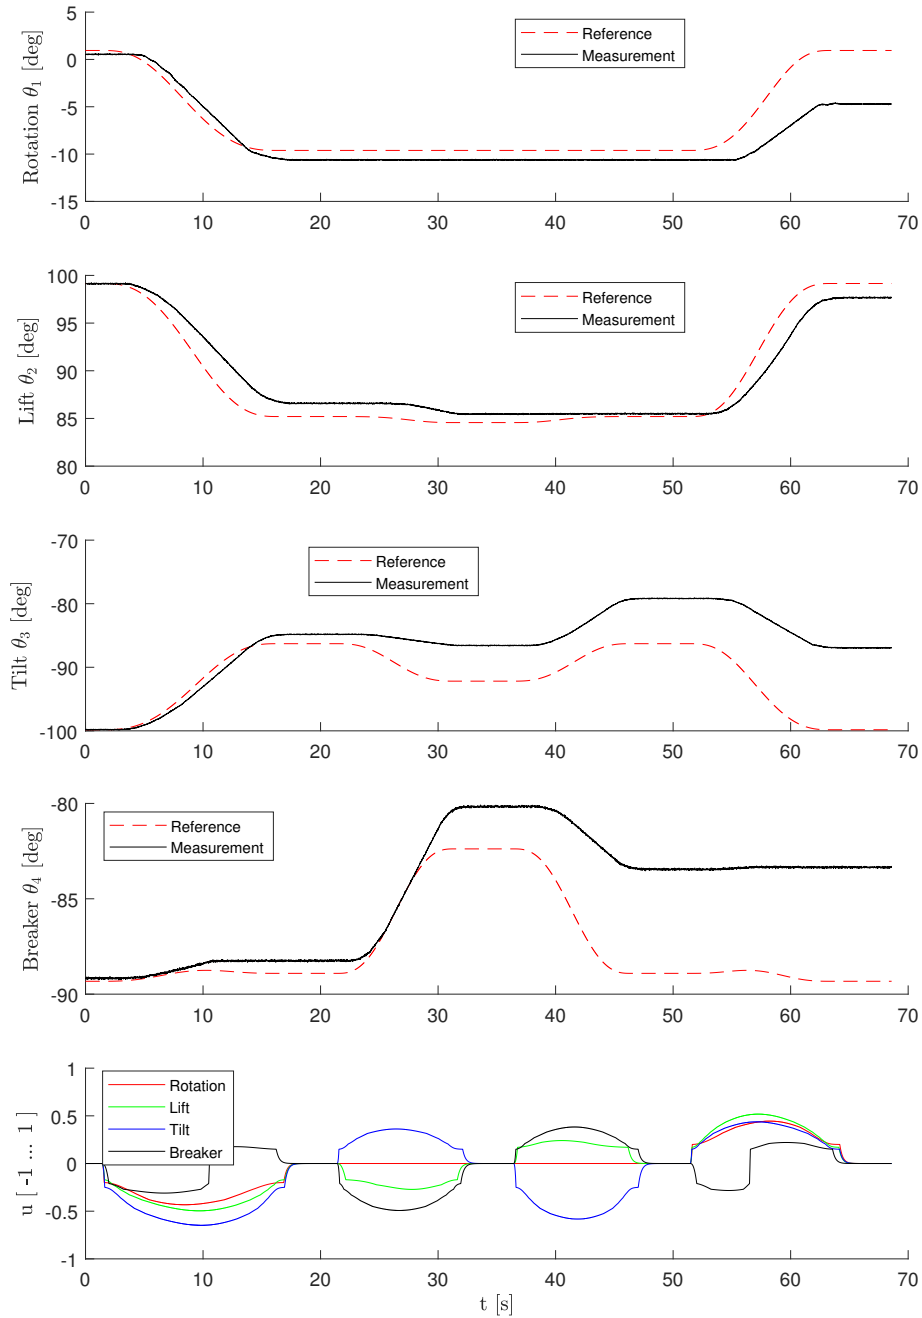 5
0
-5
-10
-15
Rotation θ1 [deg]
Reference
Measurement
0 10 20 30 40 50 60 70
100
95
90
85
80
Lift θ2 [deg]
Reference
Measurement
0 10 20 30 40 50 60 70
-70
-80
-90
-100
Tilt θ3 [deg]
Reference
Measurement
0 10 20 30 40 50 60 70
-80
-85
-90
Breaker θ4 [deg]
Reference
Measurement
0 10 20 30 40 50 60 70
1
0.5
0
-0.5
-1
u [ -1 ... 1 ]
Rotation
Lift
Tilt
Breaker
0 10 20 30 40 50 60 70
t [s]